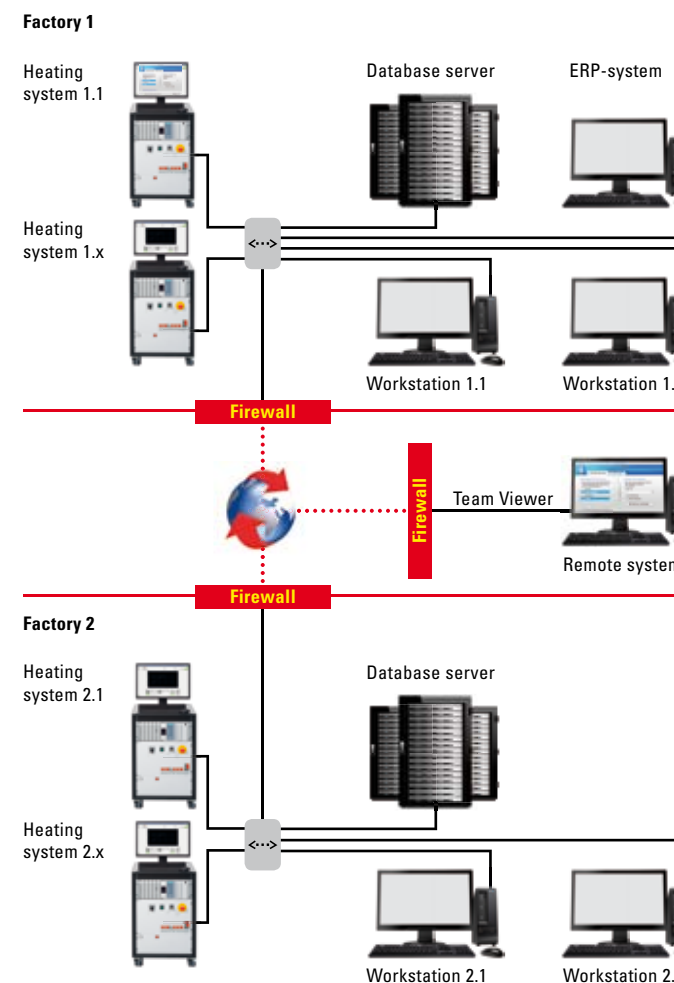 Factory 1
Heating
system 1.1
Database server
ERP-system
Heating
system 1.x
<··>
Workstation 1.1
Workstation 1.
Firewall
Firewall
Team Viewer
Remote system
Firewall
Factory 2
Heating
system 2.1
Database server
Heating
system 2.x
<··>
Workstation 2.1
Workstation 2.